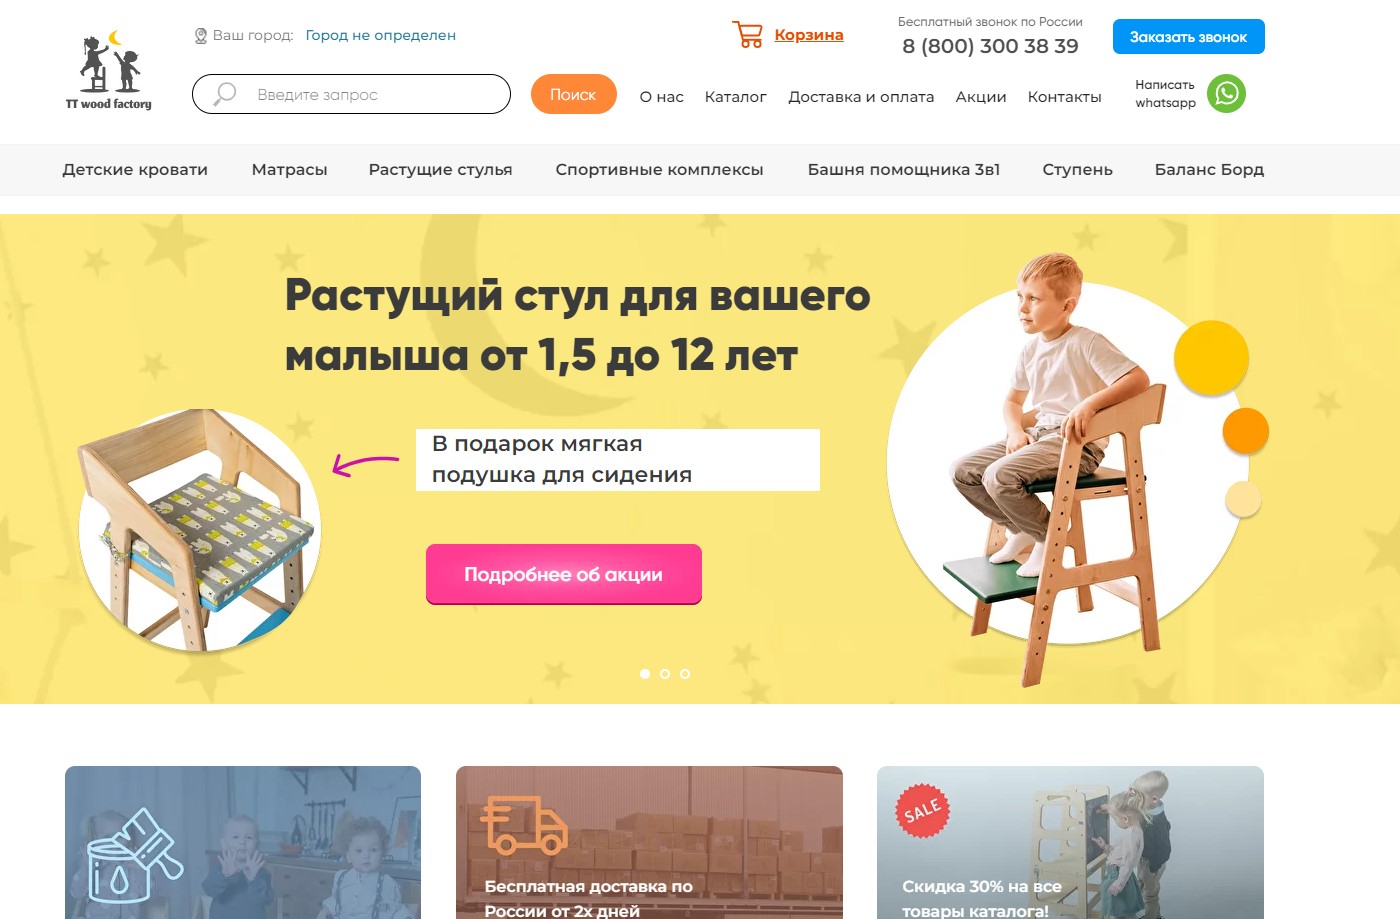 TT wood factory
Ваш город: Город не определен
Корзина
Бесплатный звонок по России
8 (800) 300 38 39
Заказать звонок
Введите запрос
Поиск
О нас
Каталог
Доставка и оплата
Акции
Контакты
Написать
whatsapp
Детские кровати
Матрасы
Растущие стулья
Спортивные комплексы
Башня помощника 3в1
Ступень
Баланс Борд
Растущий стул для вашего
малыша от 1,5 до 12 лет
В подарок мягкая
подушка для сидения
Подробнее об акции
Бесплатная доставка по
России от 2х дней
SALE
Скидка 30% на все
товары каталога!